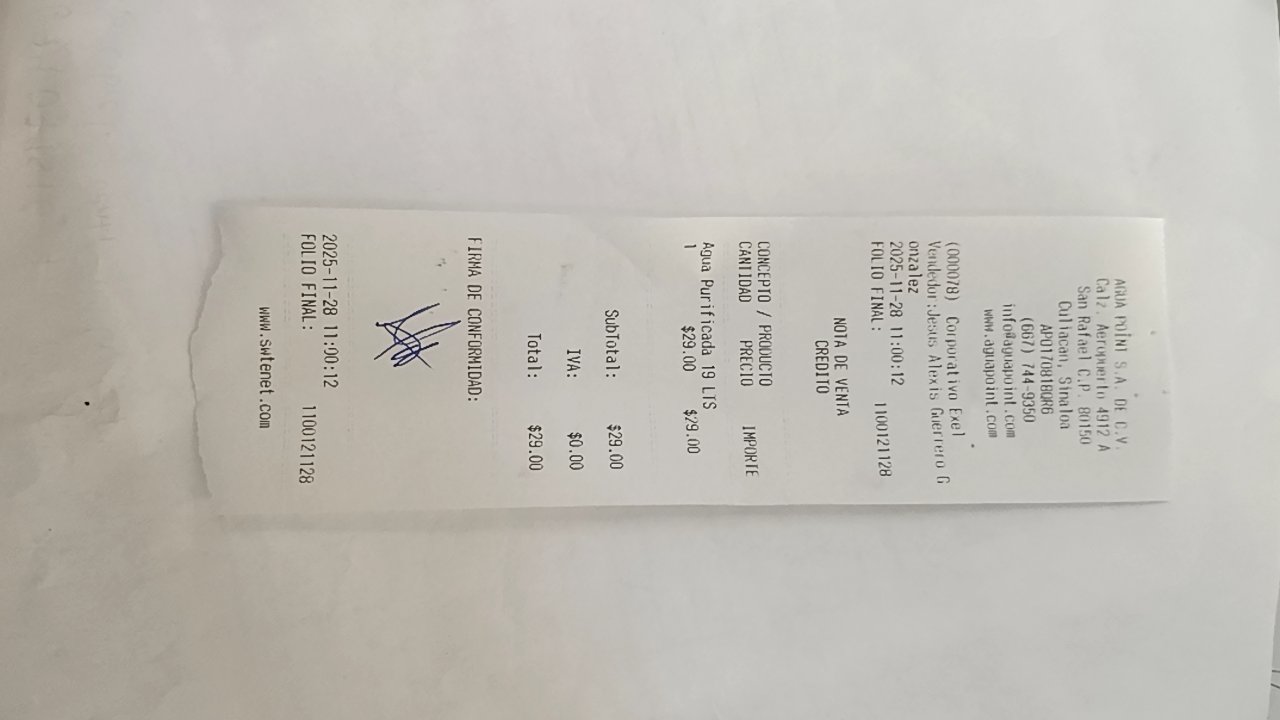 AGUA POINT S.A. DE C.V.
Calz. Aeropuerto 4912 A
San Rafael C.P. 80150
Culiacan, Sinaloa
APO170818QR6
(667) 744-9350
info@aguapoint.com
www.aguapoint.com
(000078) Corporativo Exel
Vendedor:Jesus Alexis Guerrero G
onzalez
2025-11-28 11:00:12
FOLIO FINAL: 1100121128
NOTA DE VENTA
CREDITO
CONCEPTO / PRODUCTO
CANTIDAD PRECIO IMPORTE
Agua Purificada 19 LTS
1 $29.00 $29.00
SubTotal: $29.00
IVA: $0.00
Total: $29.00
FIRMA DE CONFORMIDAD:
2025-11-28 11:00:12
FOLIO FINAL: 1100121128
www.swtenet.com